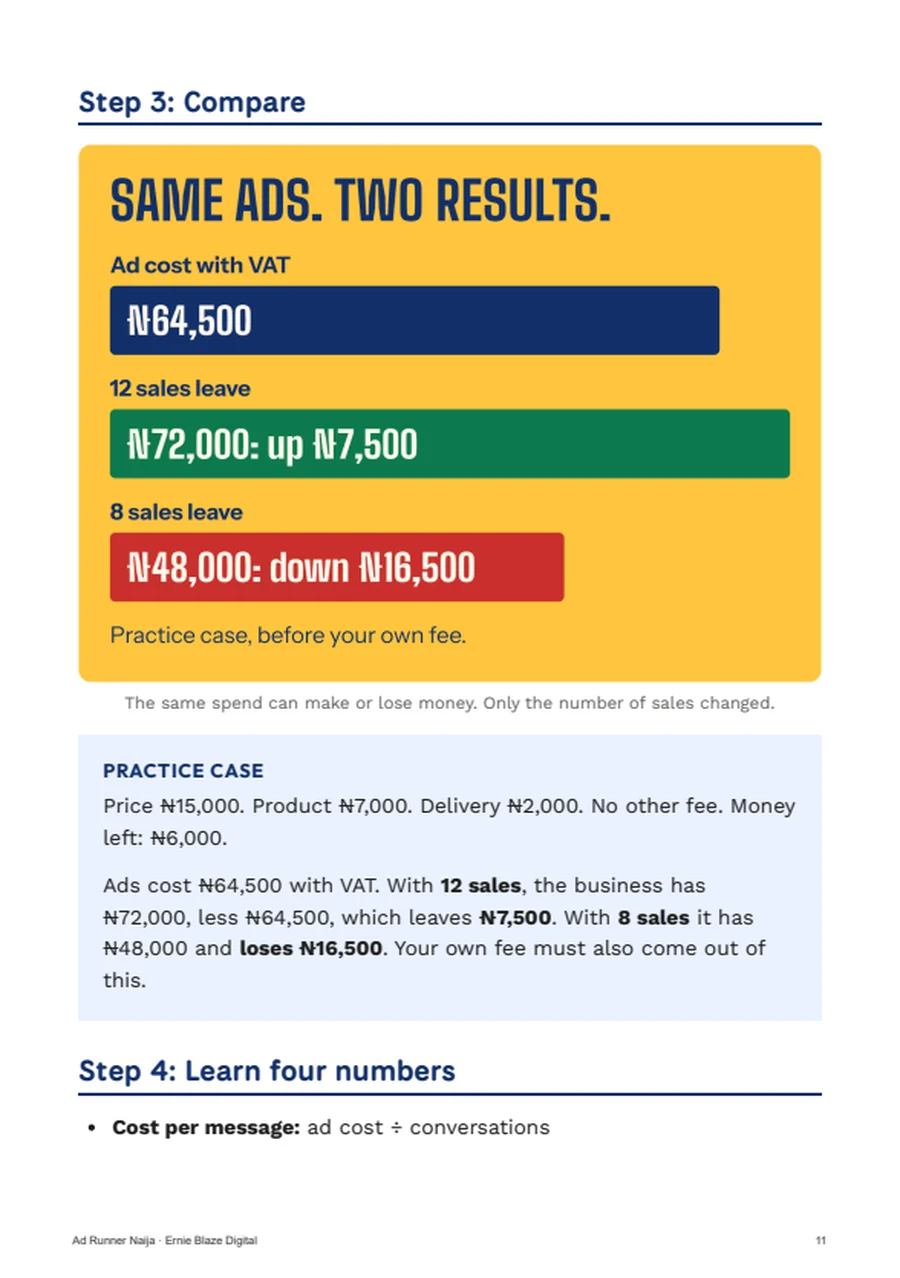 Step 3: Compare
SAME ADS. TWO RESULTS.
Ad cost with VAT
₦64,500
12 sales leave
₦72,000: up ₦7,500
8 sales leave
₦48,000: down ₦16,500
Practice case, before your own fee.
The same spend can make or lose money. Only the number of sales changed.
PRACTICE CASE
Price ₦15,000. Product ₦7,000. Delivery ₦2,000. No other fee. Money
left: ₦6,000.
Ads cost ₦64,500 with VAT. With 12 sales, the business has
₦72,000, less ₦64,500, which leaves ₦7,500. With 8 sales it has
₦48,000 and loses ₦16,500. Your own fee must also come out of
this.
Step 4: Learn four numbers
• Cost per message: ad cost ÷ conversations
Ad Runner Naija · Ernie Blaze Digital 11